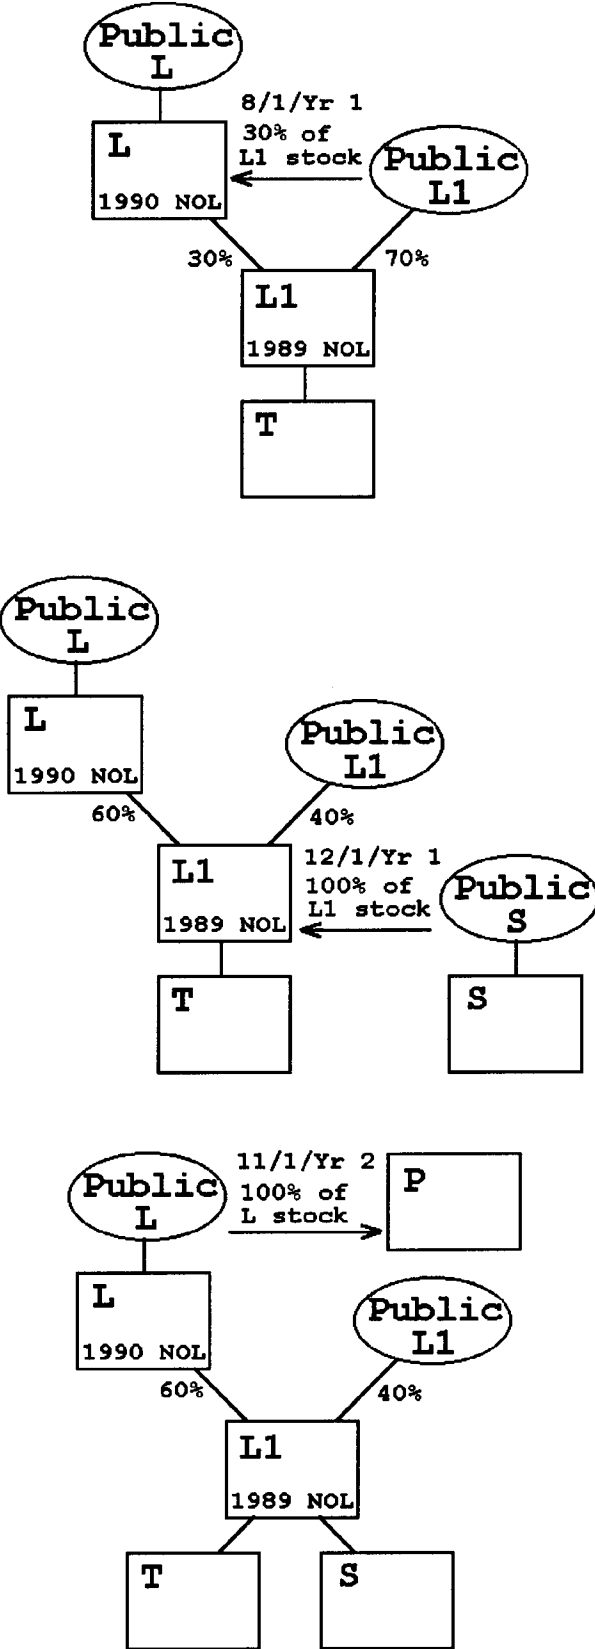 Public
L
8/1/Yr 1
30% of
L1 stock
L
1990 NOL
Public
L1
30%
70%
L1
1989 NOL
T
Public
L
L
1990 NOL
Public
L1
60%
40%
L1
1989 NOL
12/1/Yr 1
100% of
L1 stock
Public
S
T
S
Public
L
11/1/Yr 2
100% of
L stock
P
L
1990 NOL
Public
L1
60%
40%
L1
1989 NOL
T
S